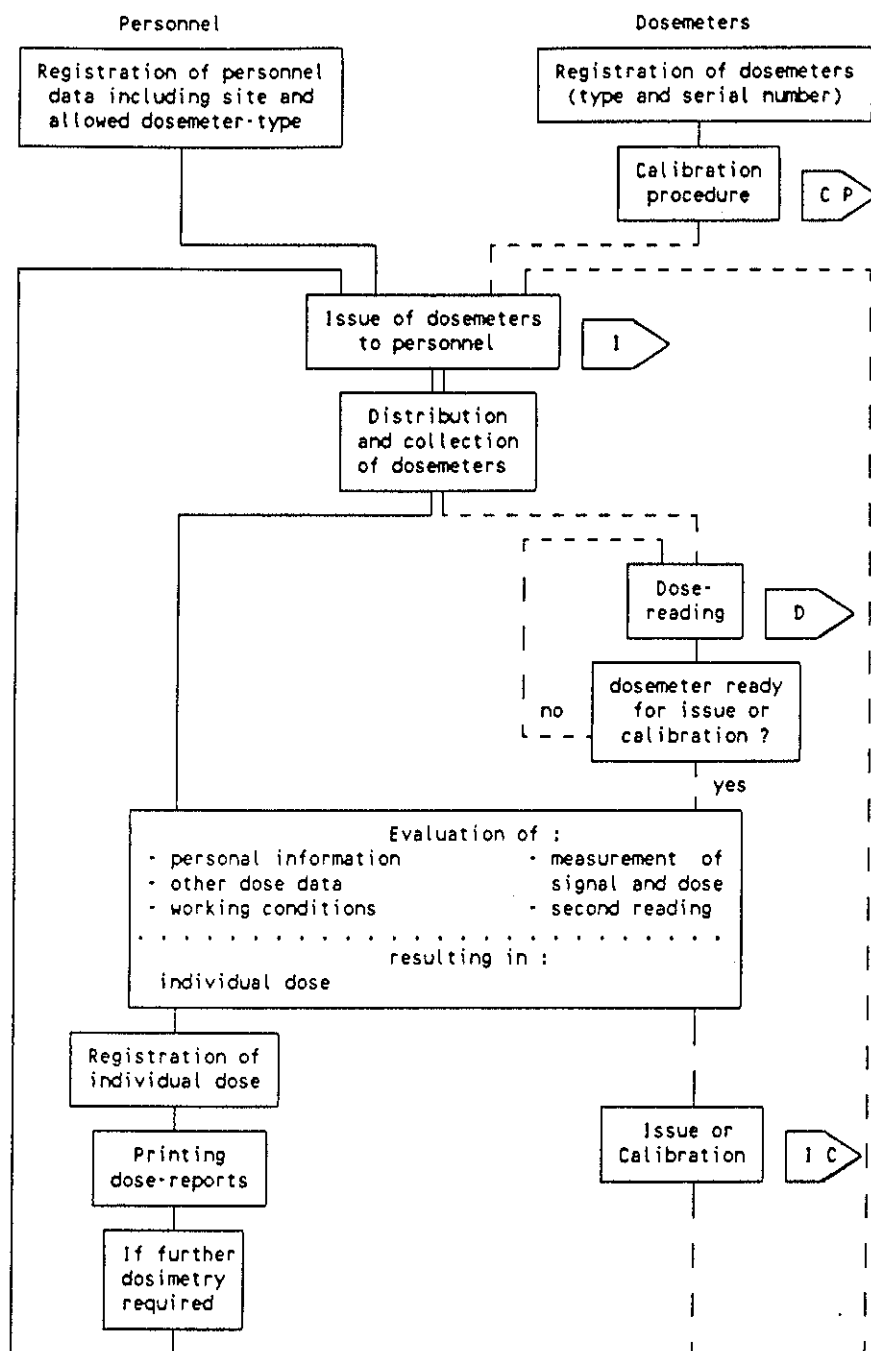 Personnel
Dosemeters
Registration of personnel
data including site and
allowed dosemeter-type
Registration of dosemeters
(type and serial number)
Calibration
procedure
C P
Issue of dosemeters
to personnel
I
Distribution
and collection
of dosemeters
Dose-
reading
D
dosemeter ready
for issue or
calibration ?
no
yes
Evaluation of :
- personal information
- other dose data
- working conditions
- measurement of
signal and dose
- second reading
resulting in :
individual dose
Registration of
individual dose
Printing
dose-reports
If further
dosimetry
required
Issue or
Calibration
I C